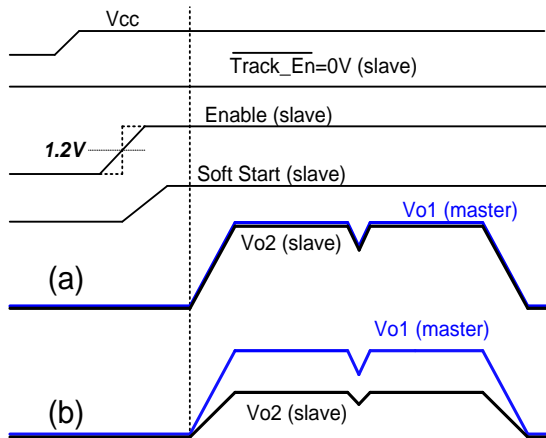 Vcc
Track_En=0V (slave)
Enable (slave)
1.2V
Soft Start (slave)
Vo1 (master)
Vo2 (slave)
(a)
Vo1 (master)
(b)
Vo2 (slave)